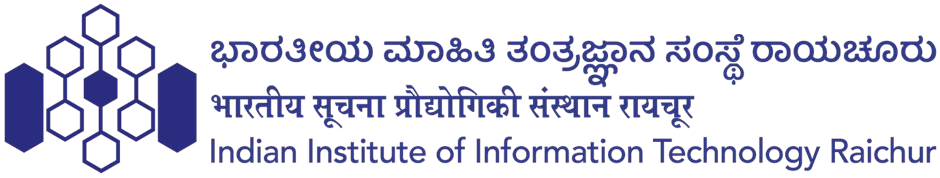 ಭಾರತೀಯ ಮಾಹಿತಿ ತಂತ್ರಜ್ಞಾನ ಸಂಸ್ಥೆ ರಾಯಚೂರು
भारतीय सूचना प्रौद्योगिकी संस्थान रायचूर
Indian Institute of Information Technology Raichur